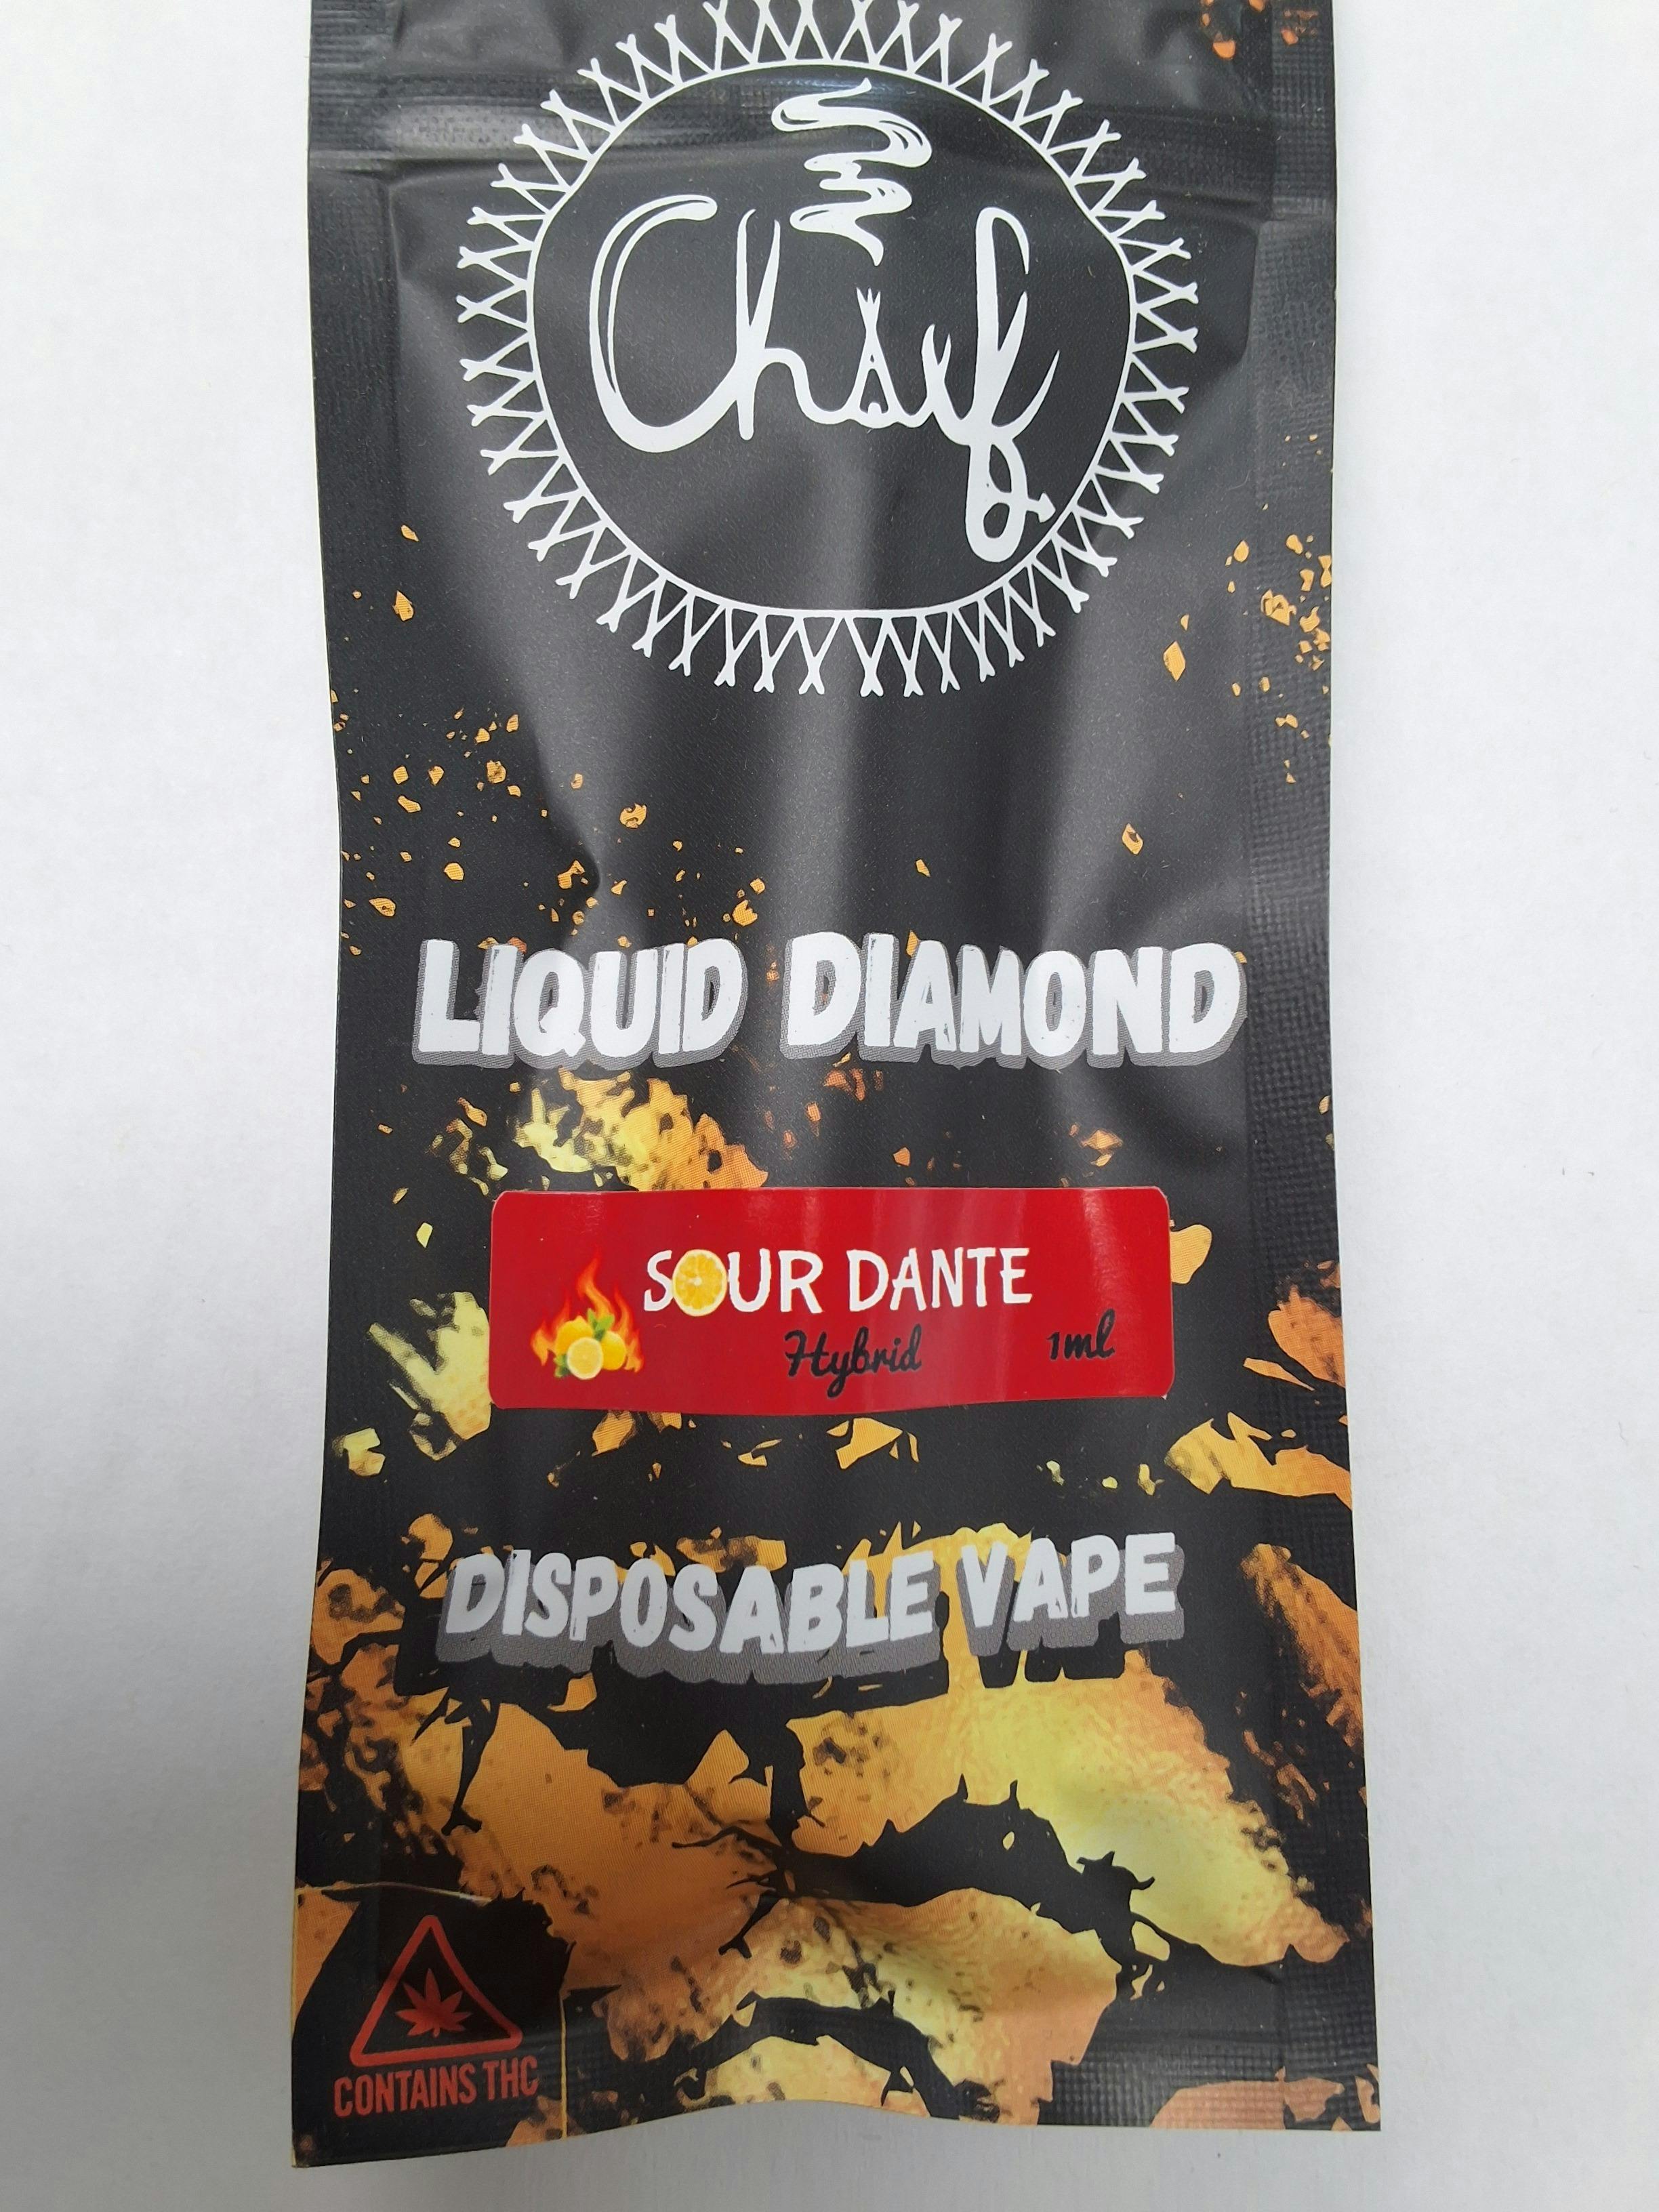 Chief
LIQUID DIAMOND
SOUR DANTE
Hybrid 1ml
DISPOSABLE VAPE
CONTAINS THC